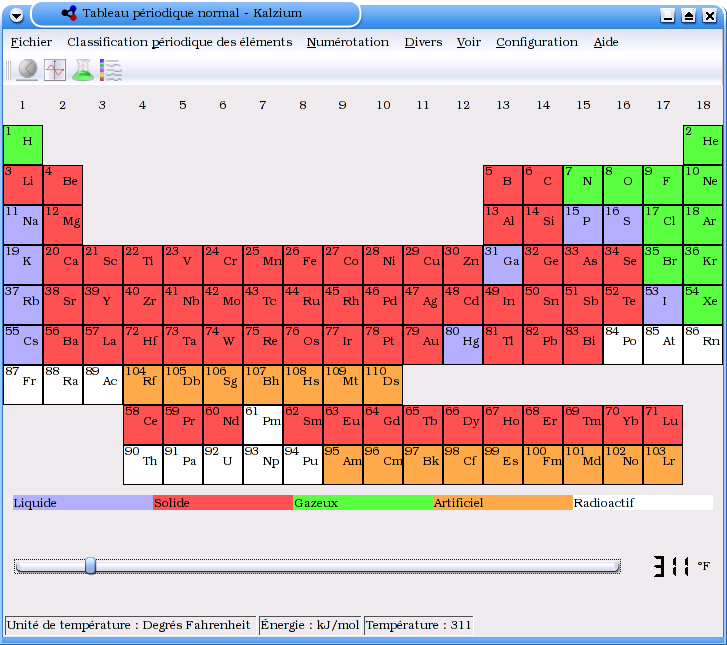 Tableau périodique normal - Kalzium
Fichier Classification périodique des éléments Numérotation Divers Voir Configuration Aide
1 2 3 4 5 6 7 8 9 10 11 12 13 14 15 16 17 18
1 H 2 He
3 Li 4 Be 5 B 6 C 7 N 8 O 9 F 10 Ne
11 Na 12 Mg 13 Al 14 Si 15 P 16 S 17 Cl 18 Ar
19 K 20 Ca 21 Sc 22 Ti 23 V 24 Cr 25 Mn 26 Fe 27 Co 28 Ni 29 Cu 30 Zn 31 Ga 32 Ge 33 As 34 Se 35 Br 36 Kr
37 Rb 38 Sr 39 Y 40 Zr 41 Nb 42 Mo 43 Tc 44 Ru 45 Rh 46 Pd 47 Ag 48 Cd 49 In 50 Sn 51 Sb 52 Te 53 I 54 Xe
55 Cs 56 Ba 57 La 72 Hf 73 Ta 74 W 75 Re 76 Os 77 Ir 78 Pt 79 Au 80 Hg 81 Tl 82 Pb 83 Bi 84 Po 85 At 86 Rn
87 Fr 88 Ra 89 Ac 104 Rf 105 Db 106 Sg 107 Bh 108 Hs 109 Mt 110 Ds
58 Ce 59 Pr 60 Nd 61 Pm 62 Sm 63 Eu 64 Gd 65 Tb 66 Dy 67 Ho 68 Er 69 Tm 70 Yb 71 Lu
90 Th 91 Pa 92 U 93 Np 94 Pu 95 Am 96 Cm 97 Bk 98 Cf 99 Es 100 Fm 101 Md 102 No 103 Lr
Liquide Solide Gazeux Artificiel Radioactif
311 °F
Unité de température : Degrés Fahrenheit Énergie : kJ/mol Température : 311